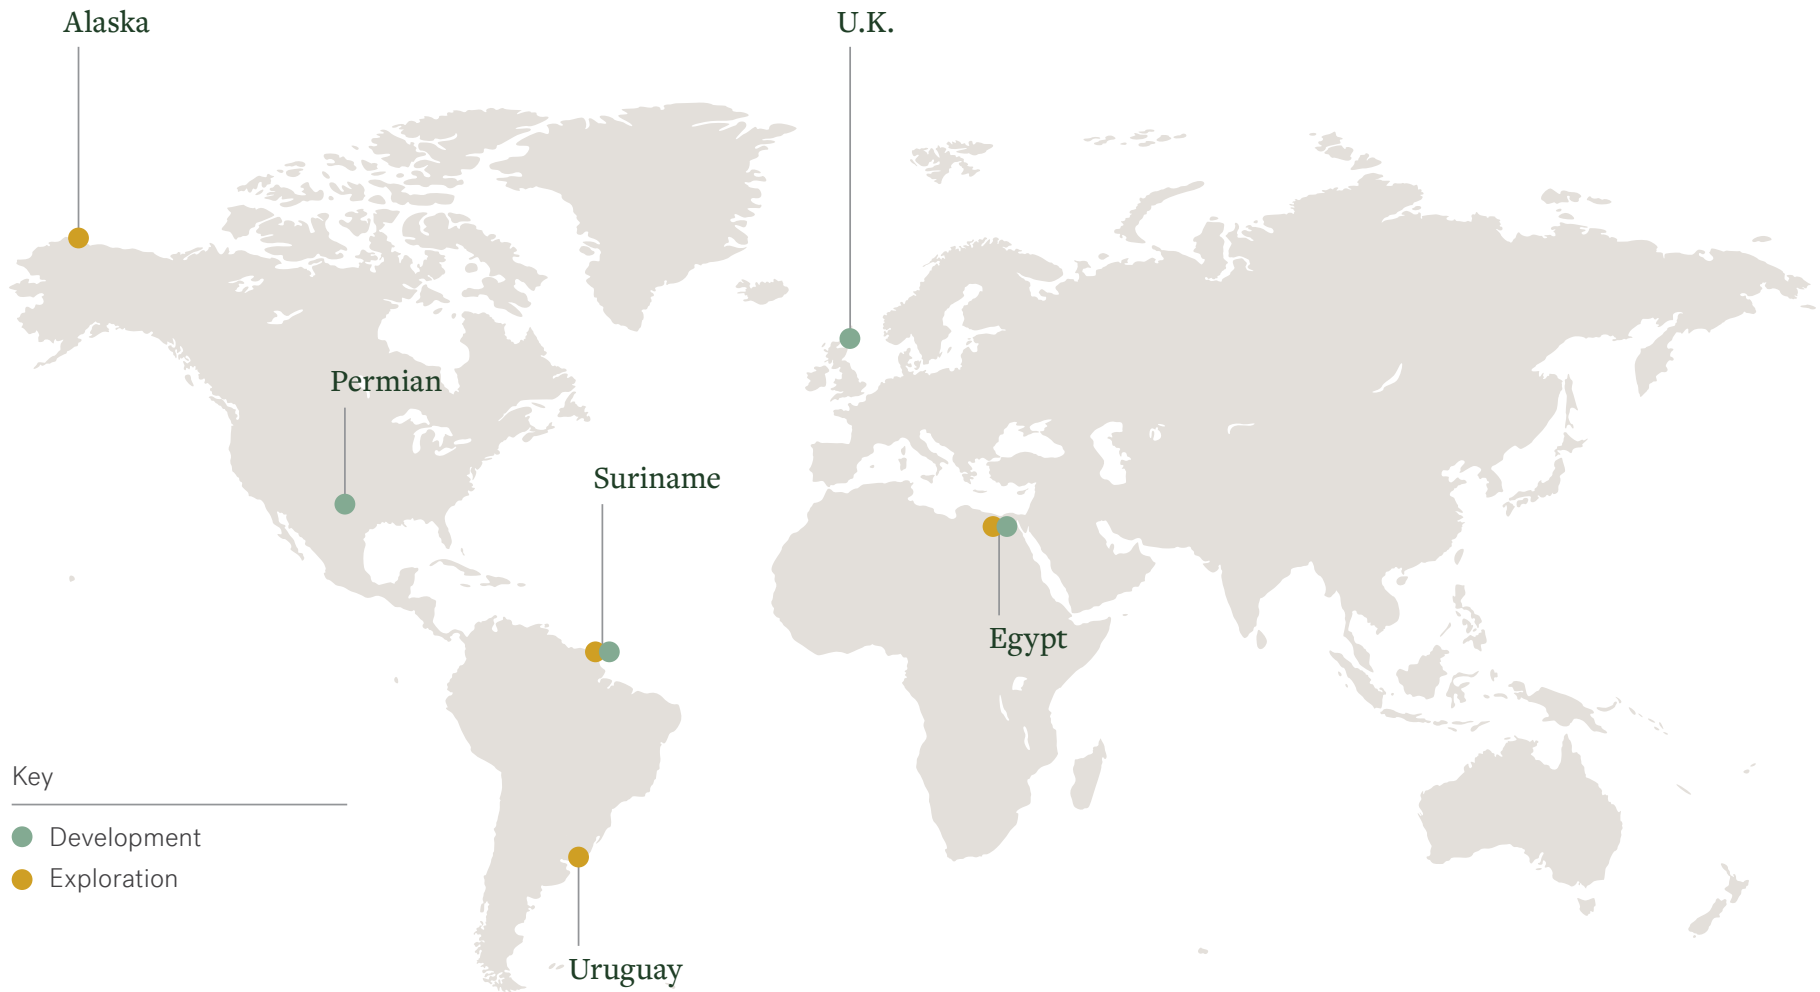 Alaska
U.K.
Permian
Suriname
Egypt
Key
Development
Exploration
Uruguay